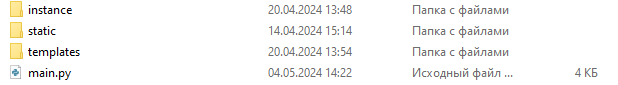 instance 20.04.2024 13:48 Папка с файлами
static 14.04.2024 15:14 Папка с файлами
templates 20.04.2024 13:54 Папка с файлами
main.py 04.05.2024 14:22 Исходный файл ... 4 КБ